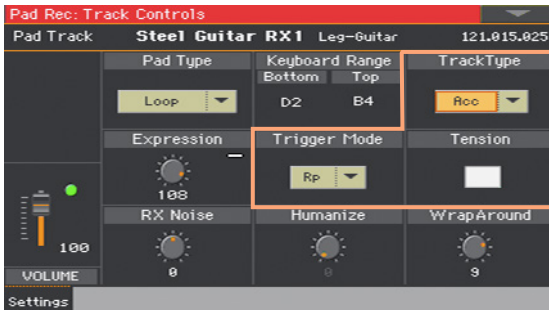 Pad Rec: Track Controls
Pad Track Steel Guitar RX1 Leg-Guitar 121.015.025
Pad Type Keyboard Range TrackType
Bottom Top
Loop D2 B4 Acc
Expression Trigger Mode Tension
Rp
108
RX Noise Humanize WrapAround
100
VOLUME 0 0 9
Settings